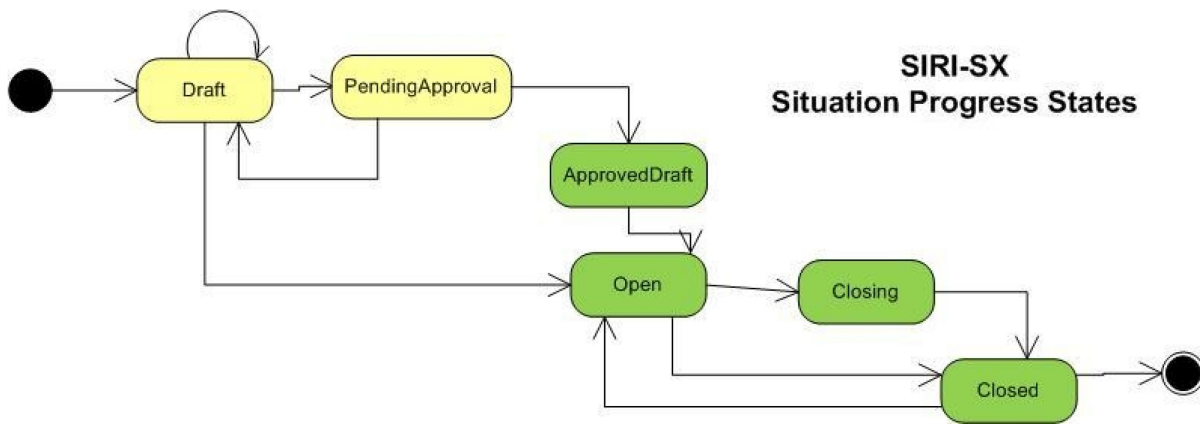 SIRI-SX
Situation Progress States
Draft
PendingApproval
ApprovedDraft
Open
Closing
Closed